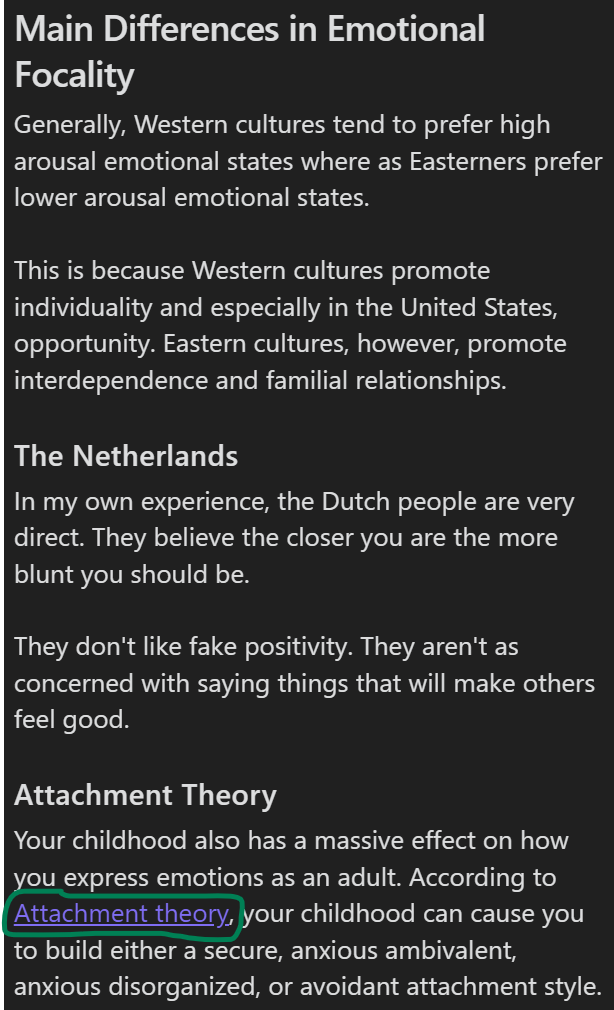 Main Differences in Emotional
Focality
Generally, Western cultures tend to prefer high
arousal emotional states where as Easterners prefer
lower arousal emotional states.
This is because Western cultures promote
individuality and especially in the United States,
opportunity. Eastern cultures, however, promote
interdependence and familial relationships.
The Netherlands
In my own experience, the Dutch people are very
direct. They believe the closer you are the more
blunt you should be.
They don't like fake positivity. They aren't as
concerned with saying things that will make others
feel good.
Attachment Theory
Your childhood also has a massive effect on how
you express emotions as an adult. According to
Attachment theory, your childhood can cause you
to build either a secure, anxious ambivalent,
anxious disorganized, or avoidant attachment style.